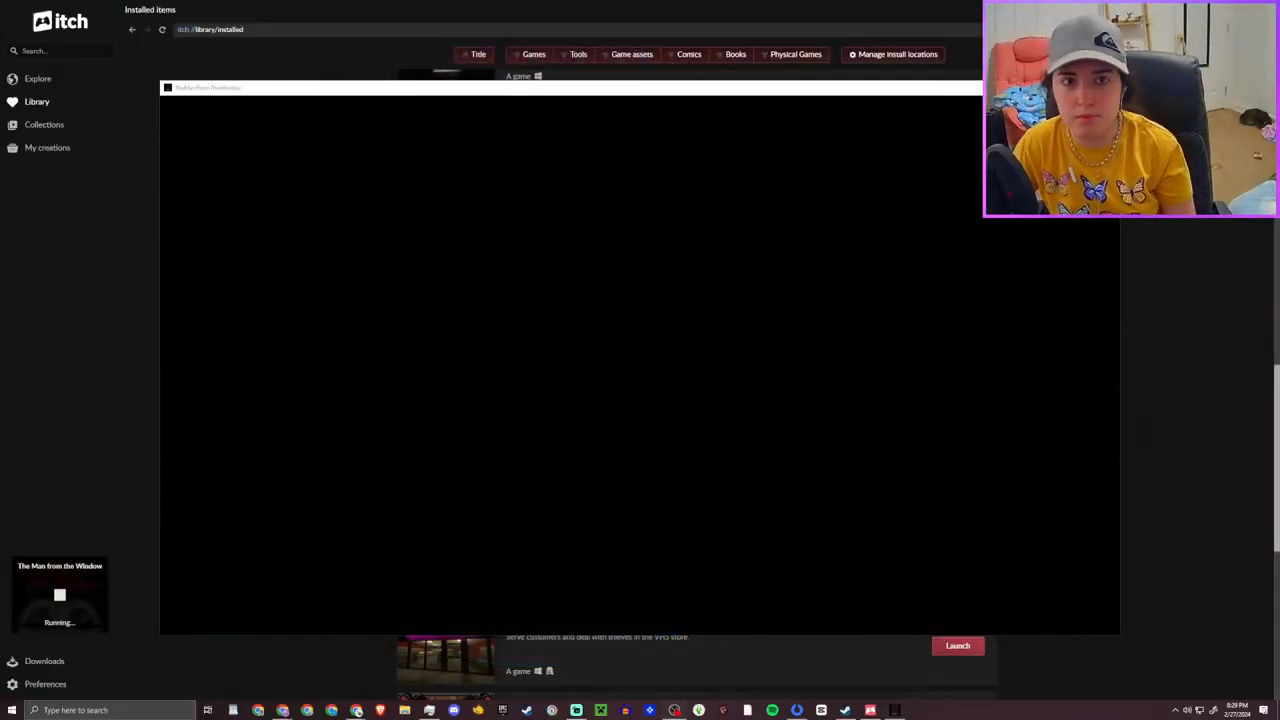 Installed items
itch
itch://library/installed
Search...
Title
Games
Tools
Game assets
Comics
Books
Physical Games
Manage install locations
A game
Explore
TheManFromTheWindow
Library
Collections
My creations
The Man from the Window
Running...
Serve customers and deal with thieves in the VHS store.
Launch
Downloads
A game
Preferences
Type here to search
8:29 PM
2/27/2024